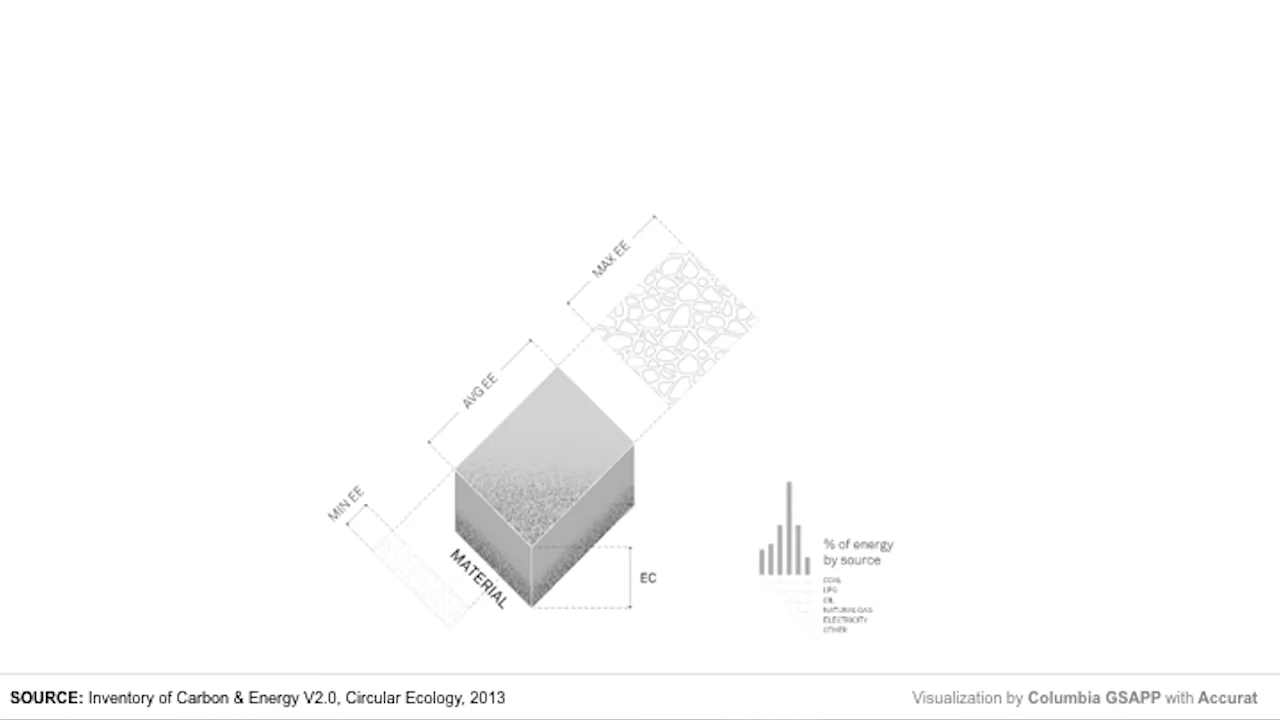 MAX EE
AVG EE
MIN EE
MATERIAL
EC
% of energy
by source
COAL
LPG
OIL
NATURAL GAS
ELECTRICITY
OTHER
SOURCE: Inventory of Carbon & Energy V2.0, Circular Ecology, 2013
Visualization by Columbia GSAPP with Accurat